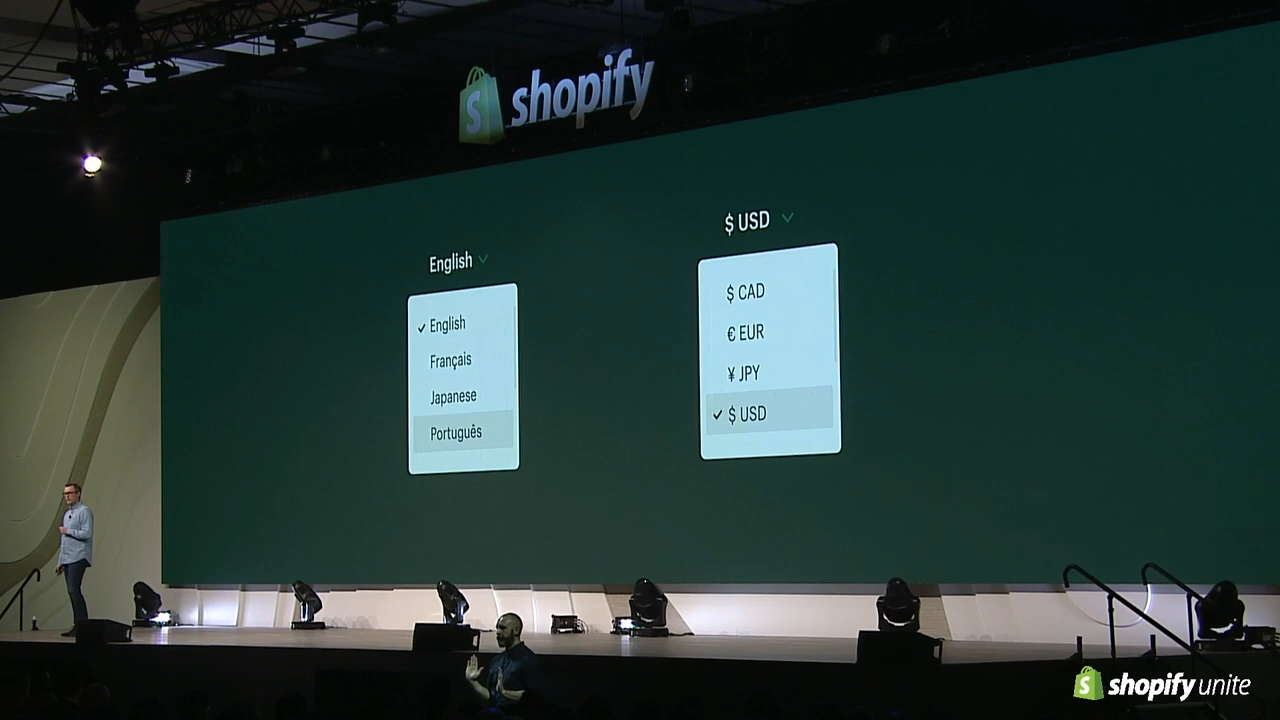 shopify
English
English
Français
Japanese
Português
$ USD
$ CAD
€ EUR
¥ JPY
$ USD
shopify unite